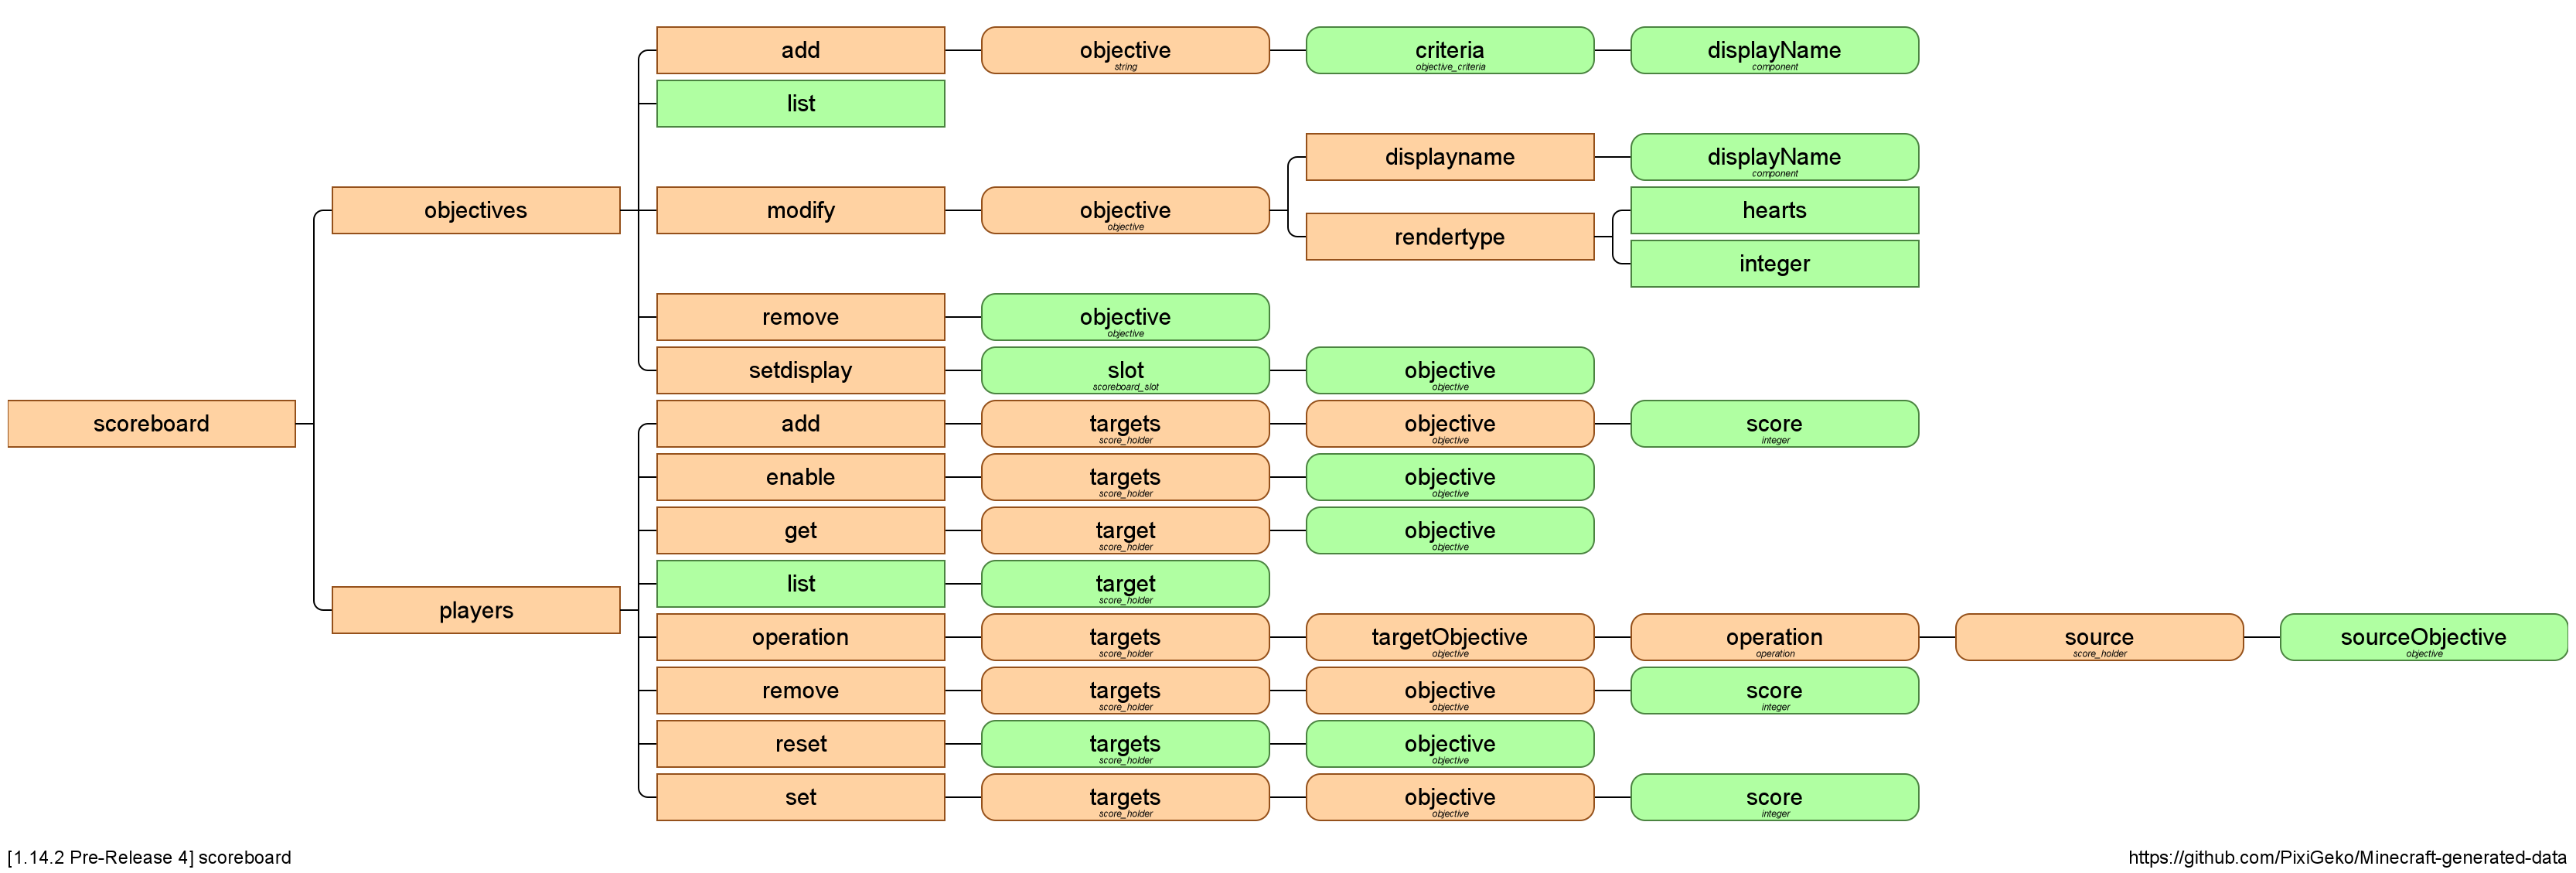 add
objective
string
criteria
objective_criteria
displayName
component
list
displayname
displayName
component
objectives
modify
objective
objective
hearts
rendertype
integer
remove
objective
objective
setdisplay
slot
scoreboard_slot
objective
objective
scoreboard
add
targets
score_holder
objective
objective
score
integer
enable
targets
score_holder
objective
objective
get
target
score_holder
objective
objective
list
target
score_holder
players
operation
targets
score_holder
targetObjective
objective
operation
operation
source
score_holder
sourceObjective
objective
remove
targets
score_holder
objective
objective
score
integer
reset
targets
score_holder
objective
objective
set
targets
score_holder
objective
objective
score
integer
[1.14.2 Pre-Release 4] scoreboard
https://github.com/PixiGeko/Minecraft-generated-data